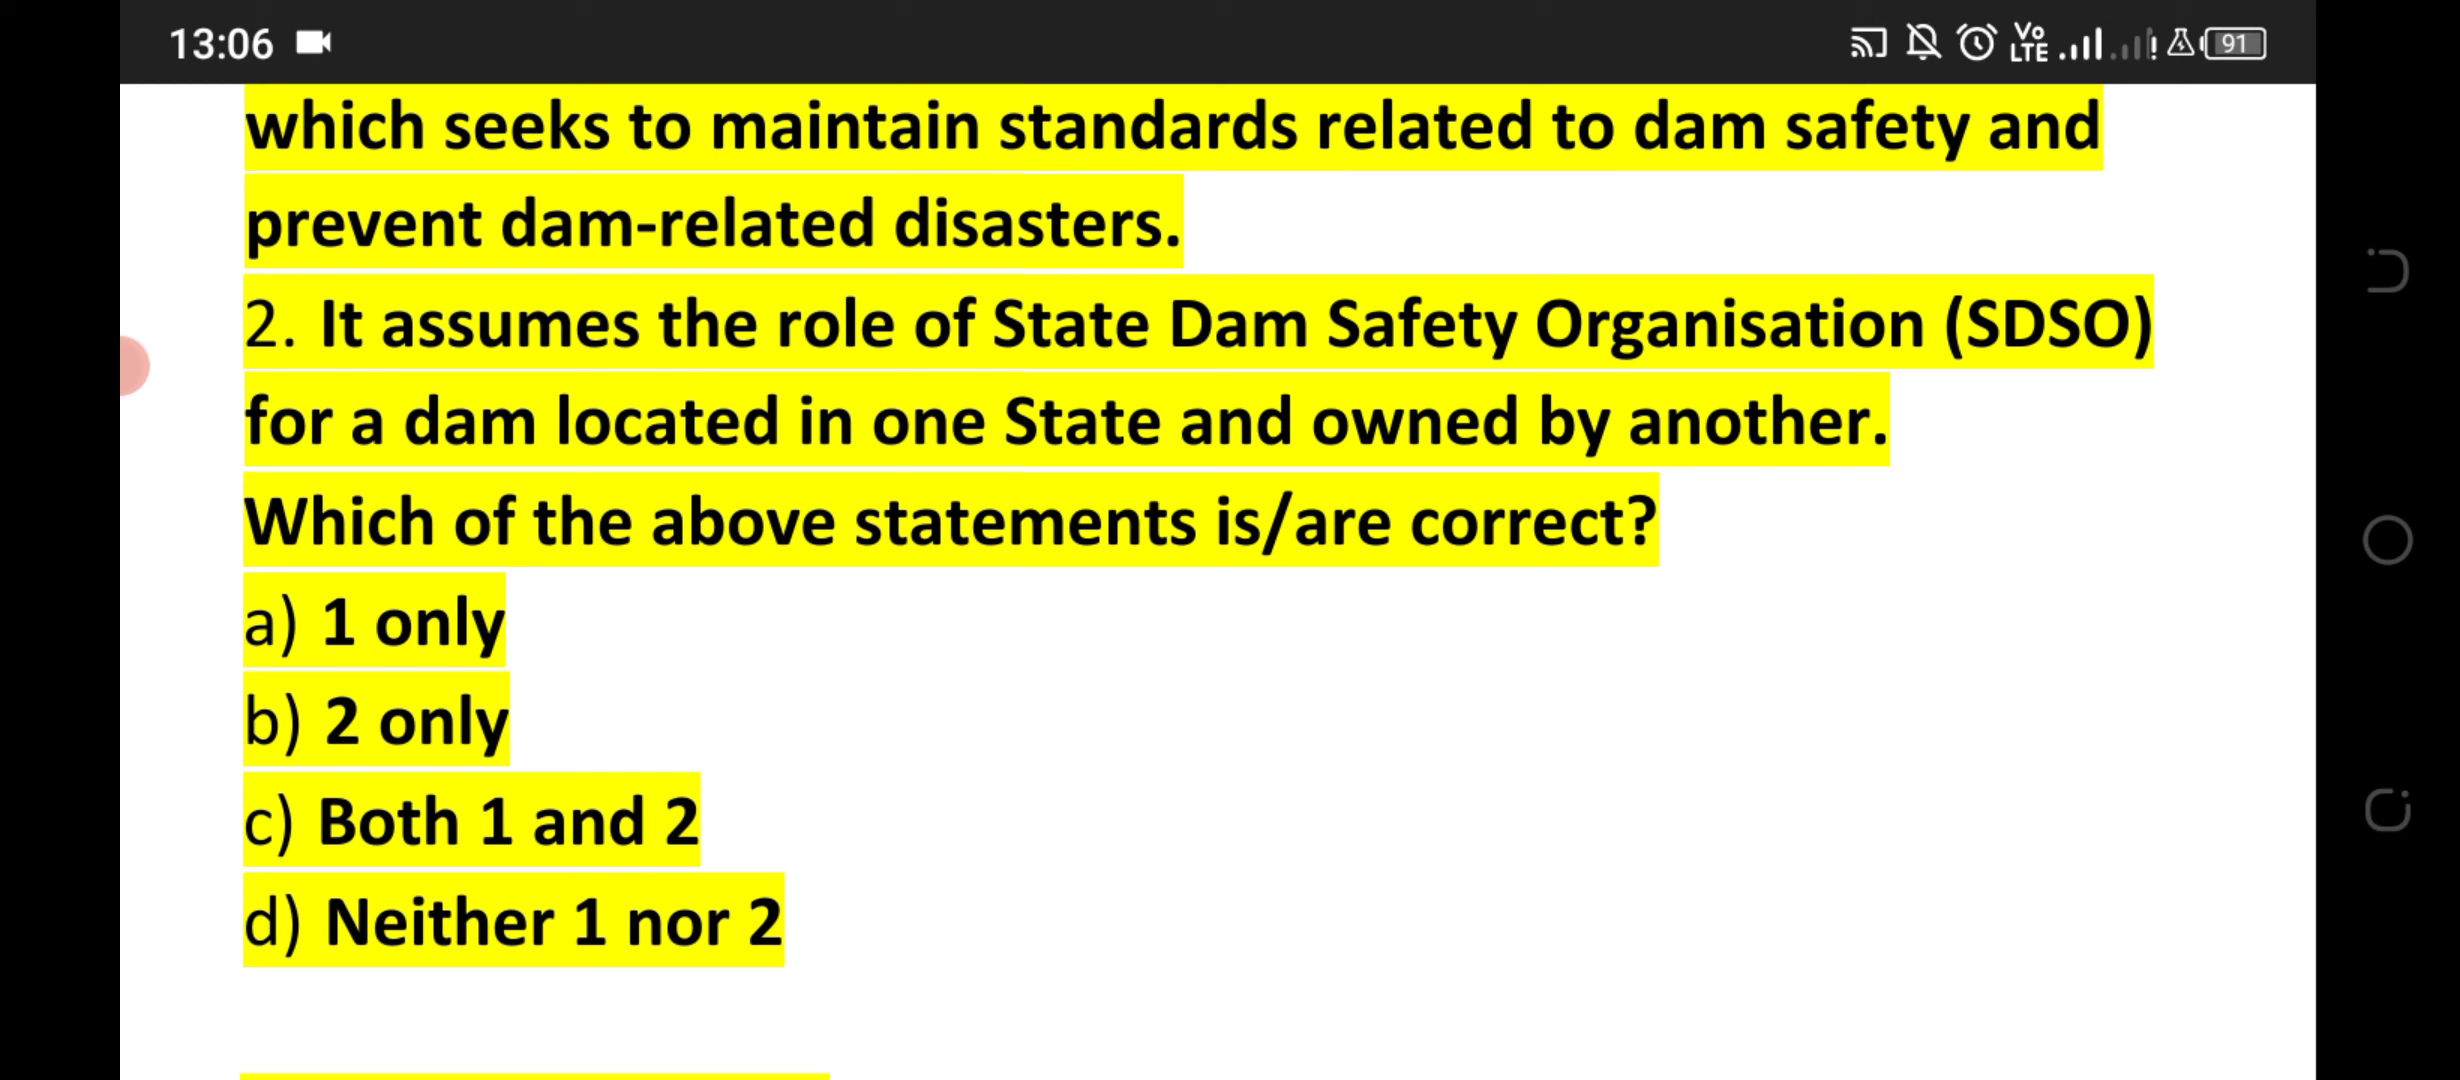 13:06
Vo
LTE
91
which seeks to maintain standards related to dam safety and
prevent dam-related disasters.
2. It assumes the role of State Dam Safety Organisation (SDSO)
for a dam located in one State and owned by another.
Which of the above statements is/are correct?
a) 1 only
b) 2 only
c) Both 1 and 2
d) Neither 1 nor 2